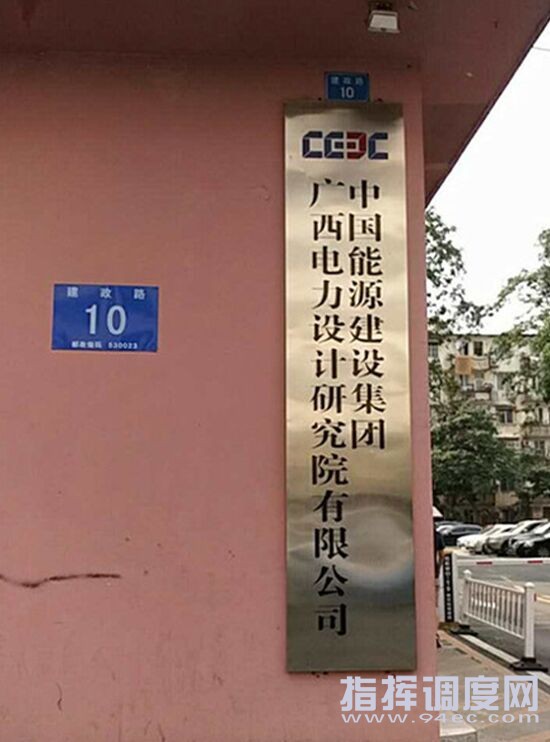 建政路
10
CEEC
中国能源建设集团
广西电力设计研究院有限公司
建政路
10
邮政编码 530023
指挥调度网
www.94ec.com